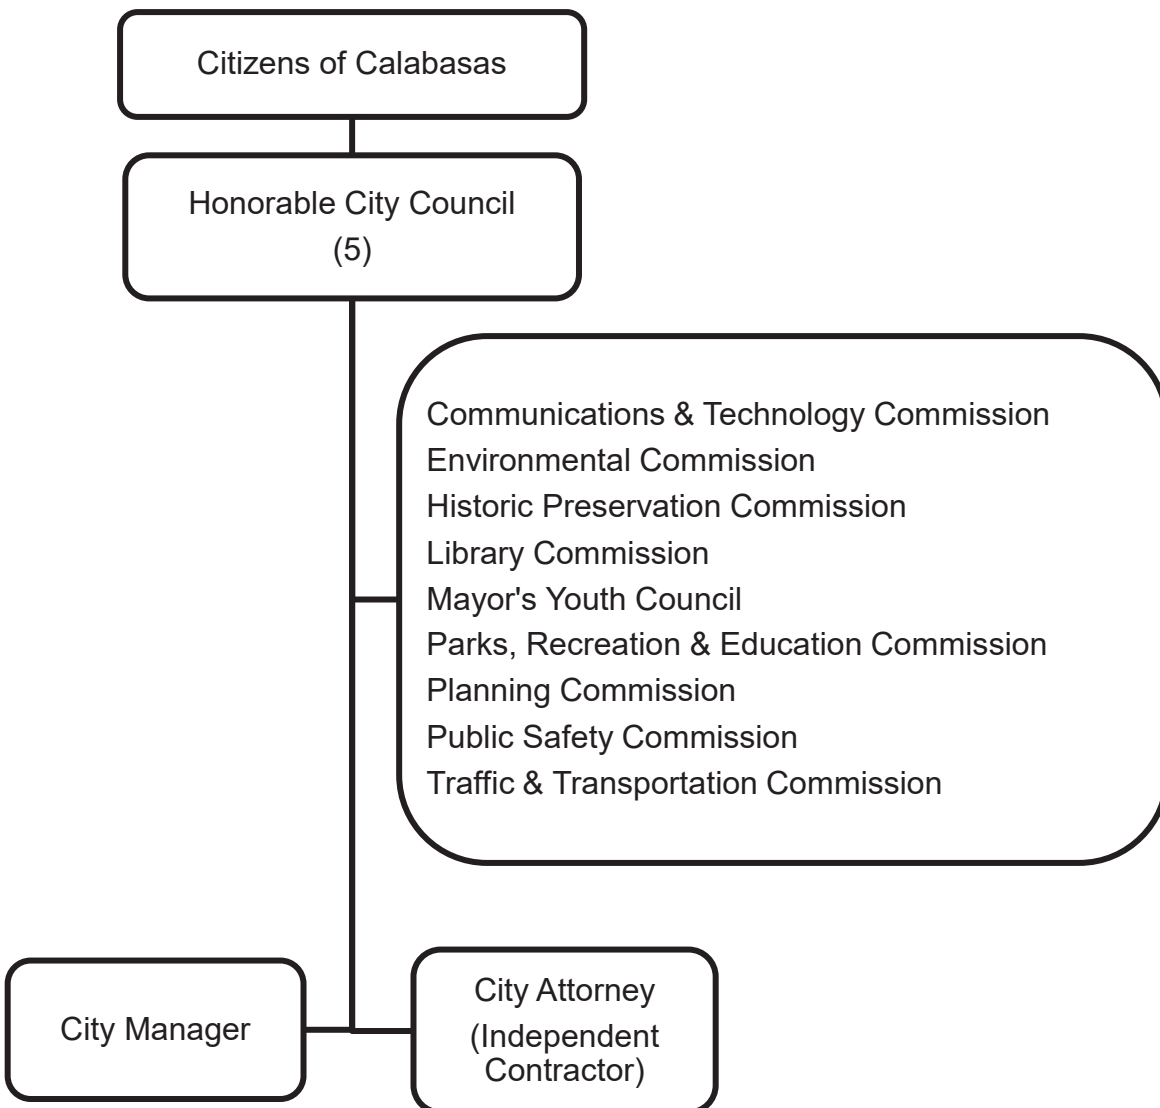 Citizens of Calabasas
Honorable City Council
(5)
Communications & Technology Commission
Environmental Commission
Historic Preservation Commission
Library Commission
Mayor's Youth Council
Parks, Recreation & Education Commission
Planning Commission
Public Safety Commission
Traffic & Transportation Commission
City Manager
City Attorney
(Independent
Contractor)